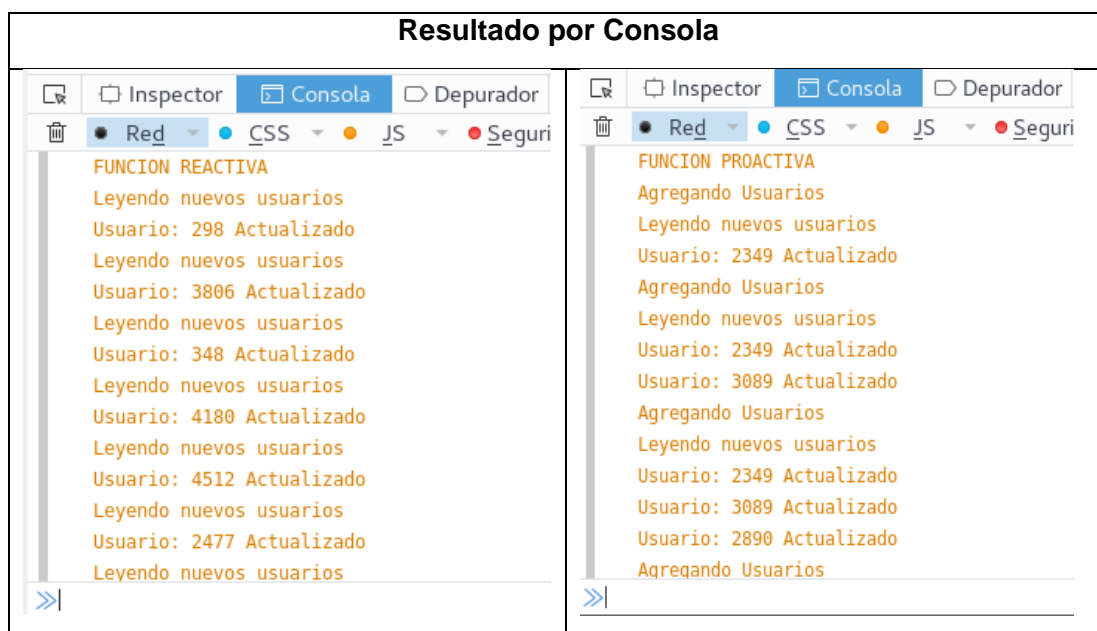 Resultado por Consola
Inspector Consola Depurador
Red CSS JS Seguri
FUNCION REACTIVA
Leyendo nuevos usuarios
Usuario: 298 Actualizado
Leyendo nuevos usuarios
Usuario: 3806 Actualizado
Leyendo nuevos usuarios
Usuario: 348 Actualizado
Leyendo nuevos usuarios
Usuario: 4180 Actualizado
Leyendo nuevos usuarios
Usuario: 4512 Actualizado
Leyendo nuevos usuarios
Usuario: 2477 Actualizado
Leyendo nuevos usuarios
Inspector Consola Depurador
Red CSS JS Seguri
FUNCION PROACTIVA
Agregando Usuarios
Leyendo nuevos usuarios
Usuario: 2349 Actualizado
Agregando Usuarios
Leyendo nuevos usuarios
Usuario: 2349 Actualizado
Usuario: 3089 Actualizado
Agregando Usuarios
Leyendo nuevos usuarios
Usuario: 2349 Actualizado
Usuario: 3089 Actualizado
Usuario: 2890 Actualizado
Agregando Usuarios